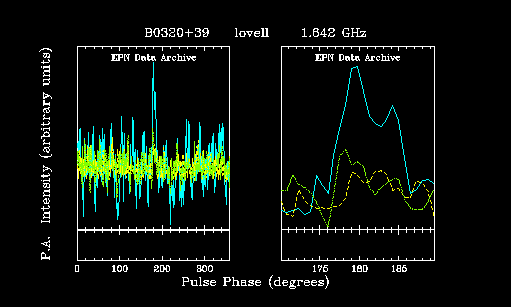 B0320+39 lovell 1.642 GHz
EPN Data Archive EPN Data Archive
P.A. Intensity (arbitrary units)
0 100 200 300 175 180 185
Pulse Phase (degrees)